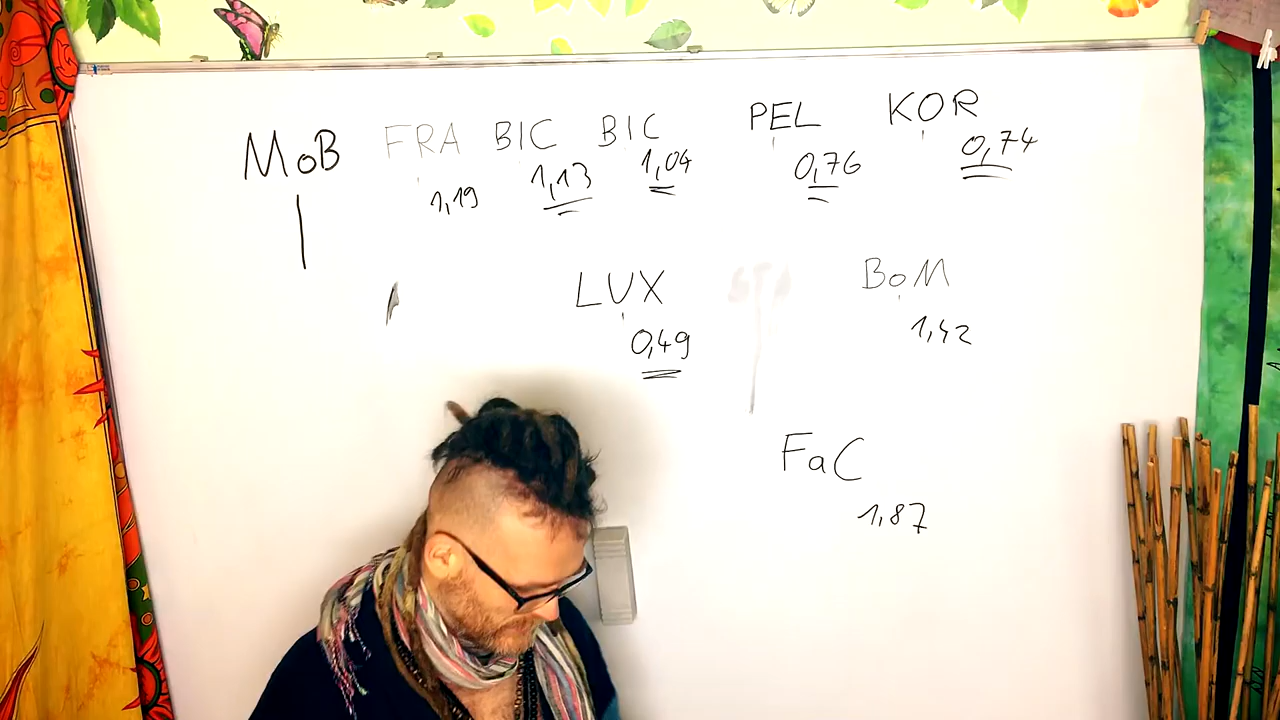 MoB FRA BIC BIC PEL KOR
1,19 1,13 1,04 0,76 0,74
LUX BoM
0,49 1,42
FaC
1,87